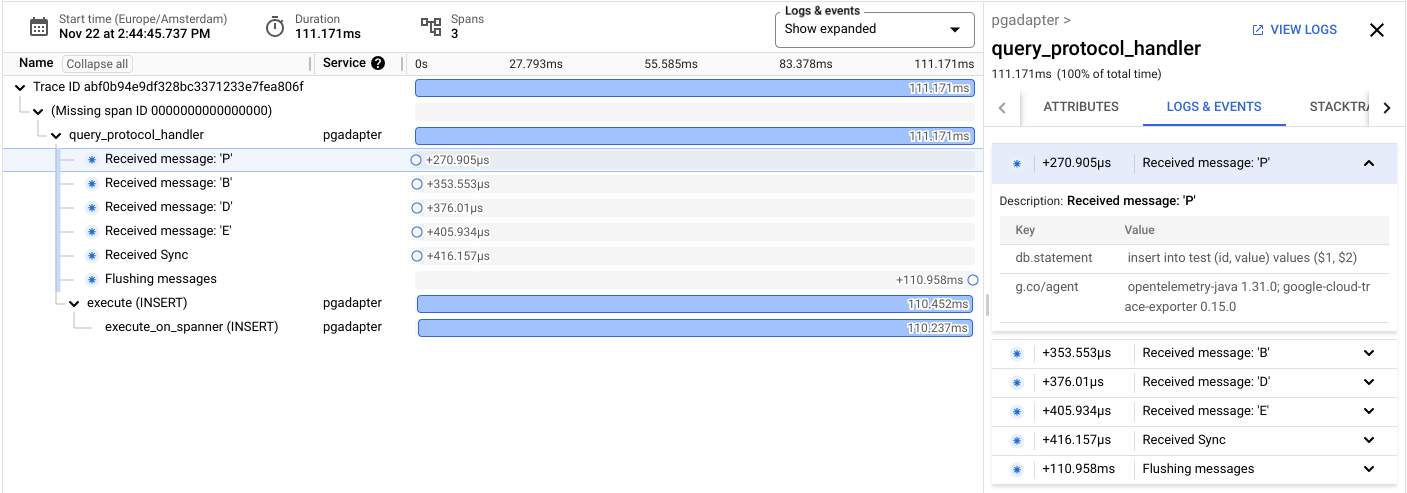 Start time (Europe/Amsterdam)
Nov 22 at 2:44:45.737 PM
Duration
111.171ms
Spans
3
Logs & events
Show expanded
Name Collapse all Service ? 0s 27.793ms 55.585ms 83.378ms 111.171ms
Trace ID abf0b94e9df328bc3371233e7fea806f 111.171ms
(Missing span ID 0000000000000000)
query_protocol_handler pgadapter 111.171ms
Received message: 'P' +270.905µs
Received message: 'B' +353.553µs
Received message: 'D' +376.01µs
Received message: 'E' +405.934µs
Received Sync +416.157µs
Flushing messages +110.958ms
execute (INSERT) pgadapter 110.452ms
execute_on_spanner (INSERT) pgadapter 110.237ms
pgadapter >
query_protocol_handler
VIEW LOGS
111.171ms (100% of total time)
ATTRIBUTES LOGS & EVENTS STACKTRA
+270.905µs Received message: 'P'
Description: Received message: 'P'
Key Value
db.statement insert into test (id, value) values ($1, $2)
g.co/agent opentelemetry-java 1.31.0; google-cloud-tr
ace-exporter 0.15.0
+353.553µs Received message: 'B'
+376.01µs Received message: 'D'
+405.934µs Received message: 'E'
+416.157µs Received Sync
+110.958ms Flushing messages